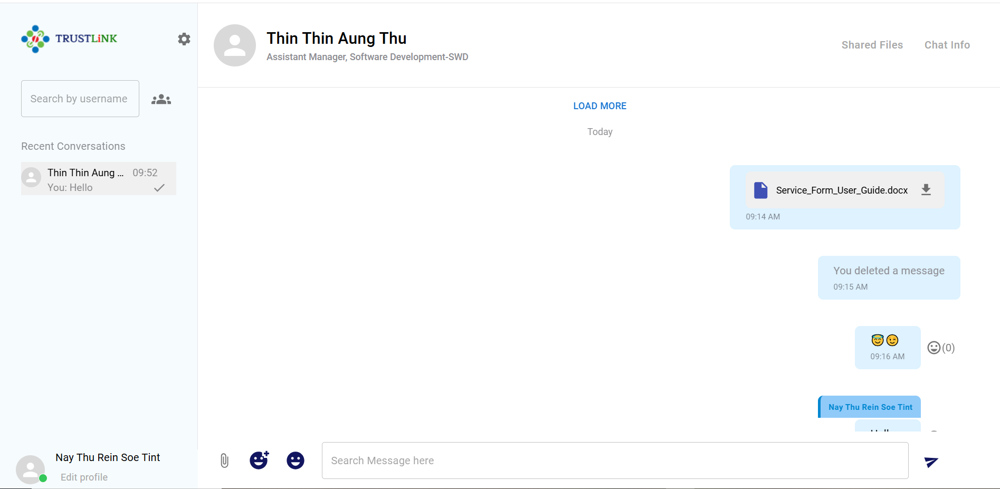 TRUSTLiNK
Search by username
Recent Conversations
Thin Thin Aung ... 09:52
You: Hello
Nay Thu Rein Soe Tint
Edit profile
Thin Thin Aung Thu
Assistant Manager, Software Development-SWD
Shared Files Chat Info
LOAD MORE
Today
Service_Form_User_Guide.docx
09:14 AM
You deleted a message
09:15 AM
😇😉
09:16 AM
(0)
Nay Thu Rein Soe Tint
Search Message here